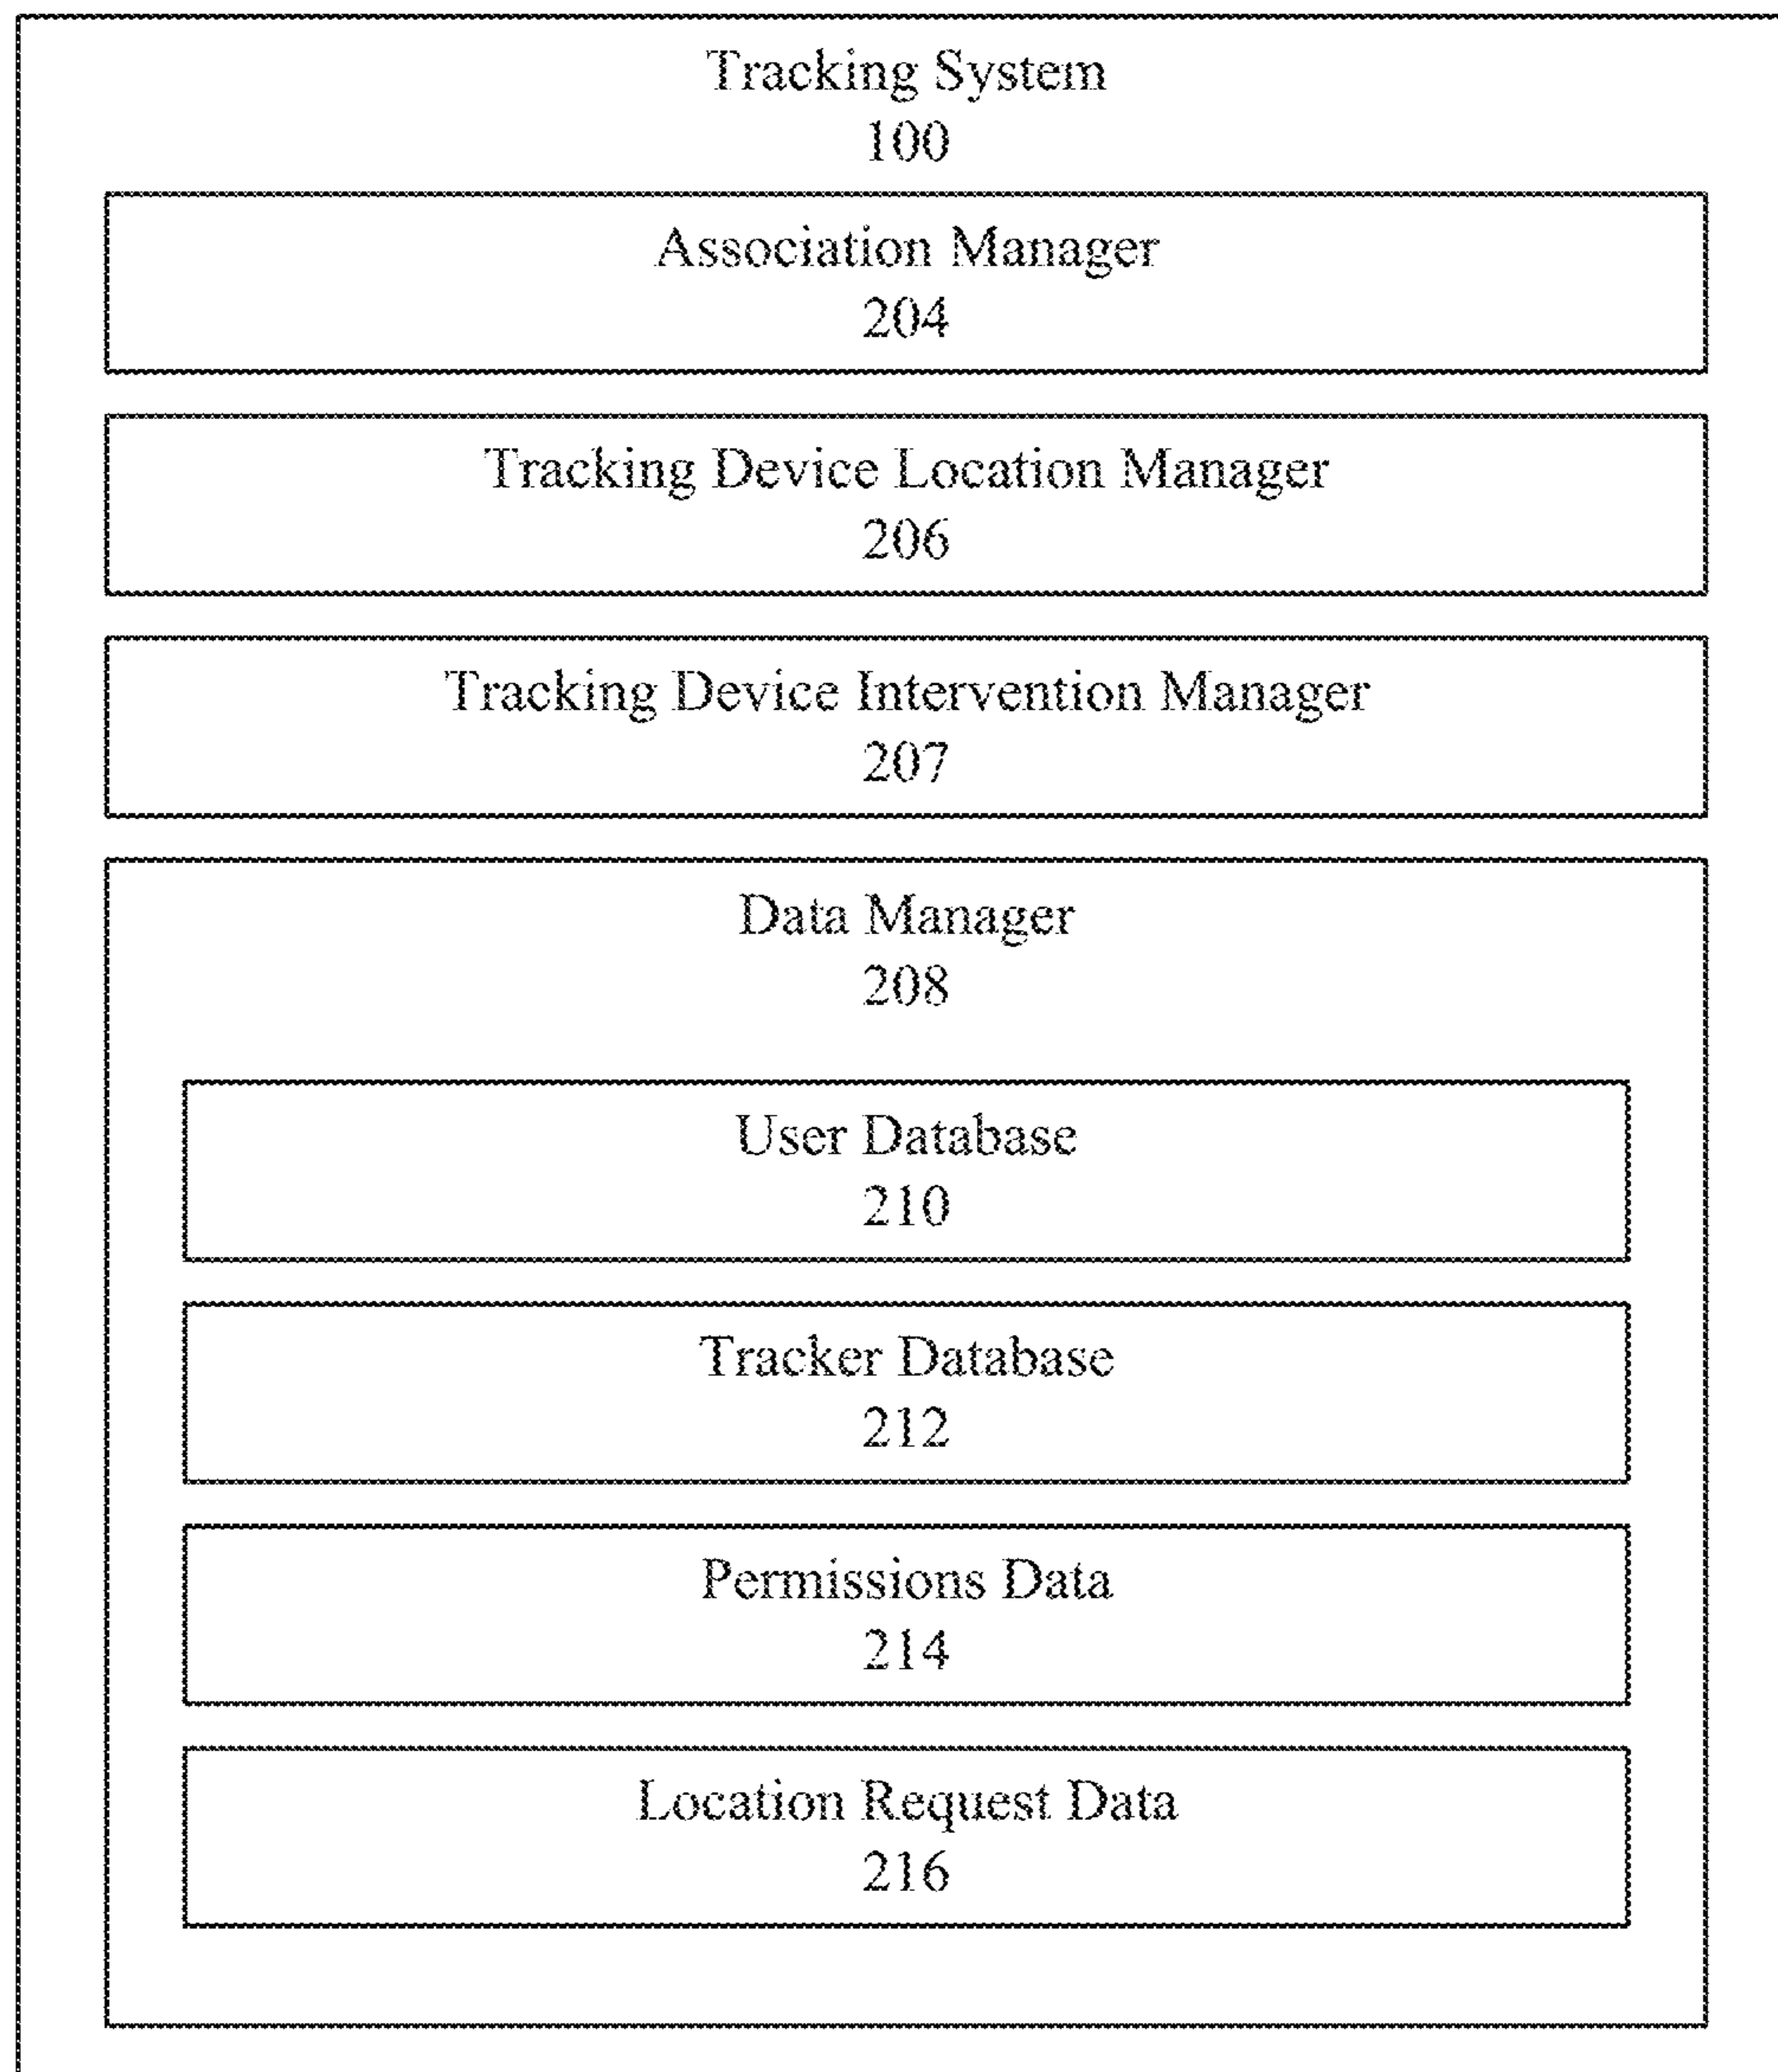 Tracking System
100
Association Manager
204
Tracking Device Location Manager
206
Tracking Device Intervention Manager
207
Data Manager
208
User Database
210
Tracker Database
212
Permissions Data
214
Location Request Data
216